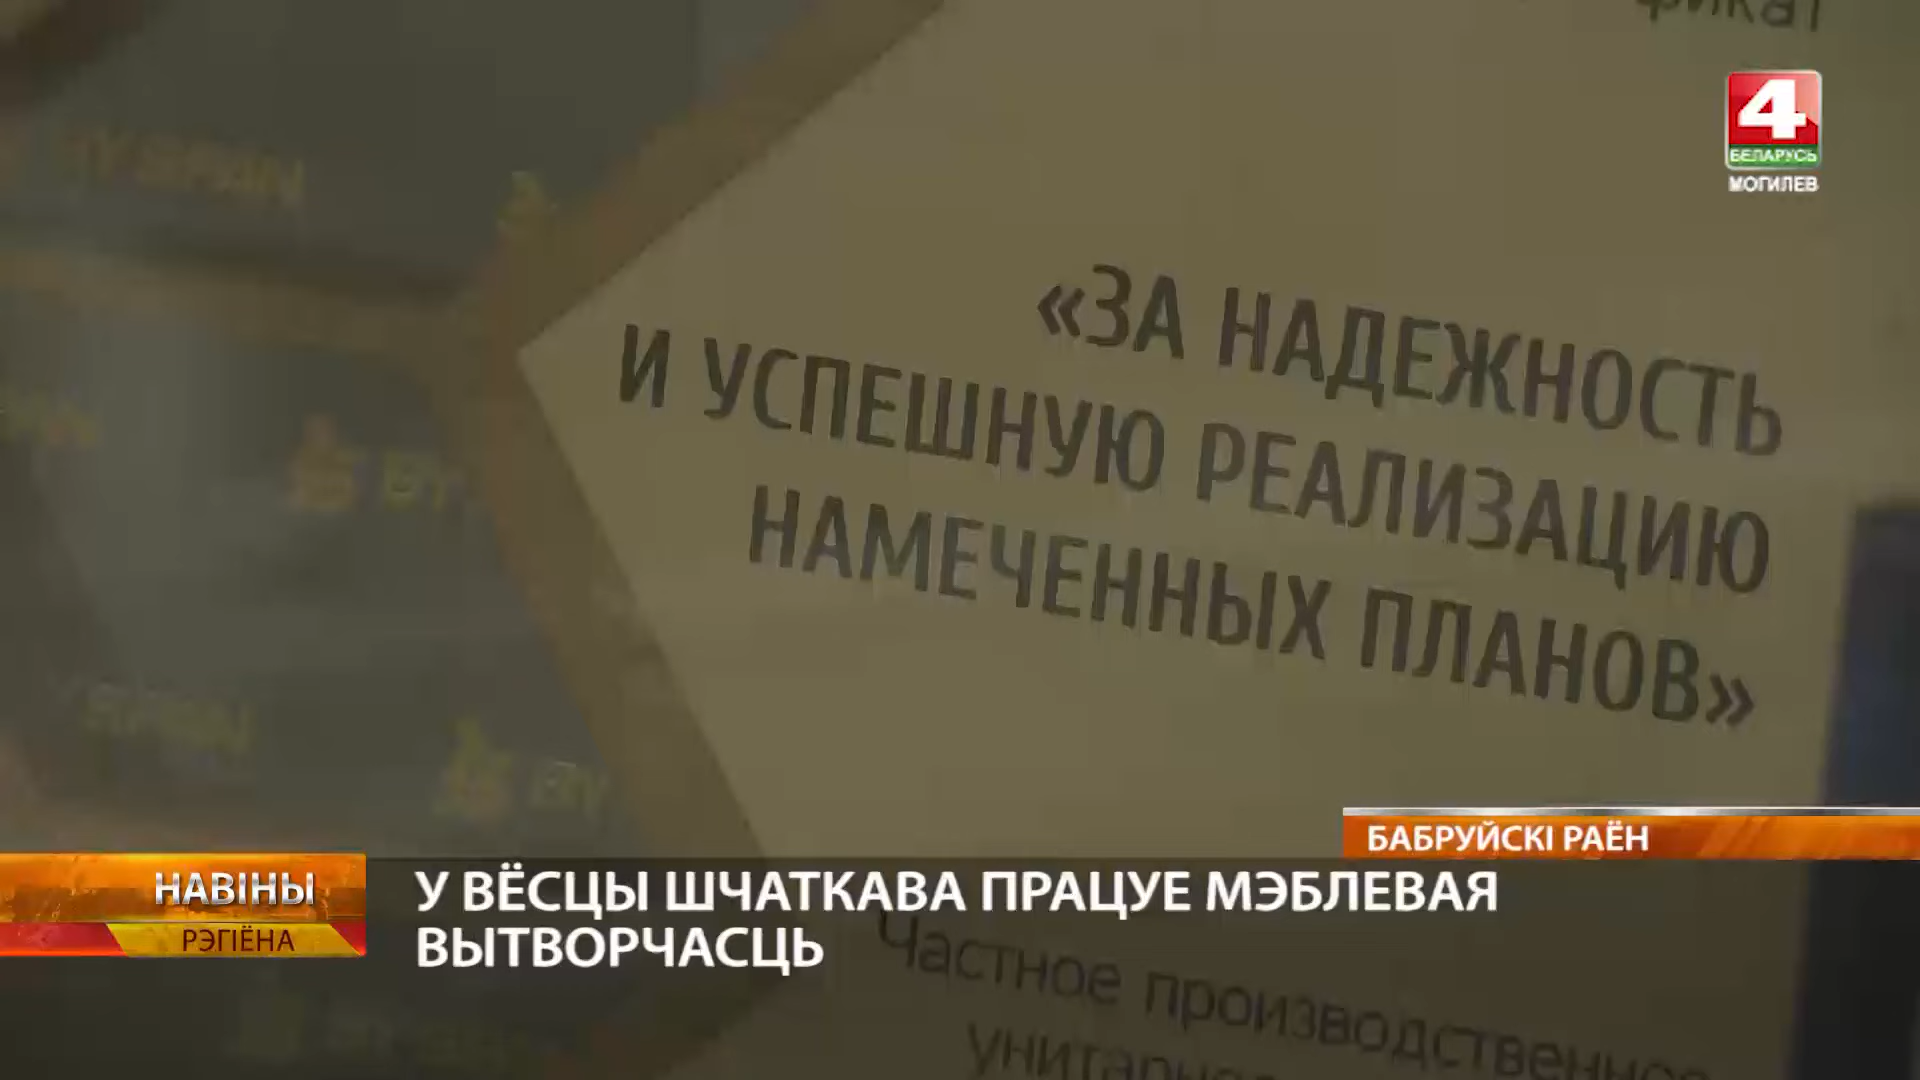 4
БЕЛАРУСЬ
МОГИЛЕВ
«ЗА НАДЕЖНОСТЬ
И УСПЕШНУЮ РЕАЛИЗАЦИЮ
НАМЕЧЕННЫХ ПЛАНОВ»
БАБРУЙСКІ РАЁН
НАВІНЫ
РЭГІЁНА
У ВЁСЦЫ ШЧАТКАВА ПРАЦУЕ МЭБЛЕВАЯ
ВЫТВОРЧАСЦЬ
Частное производственное